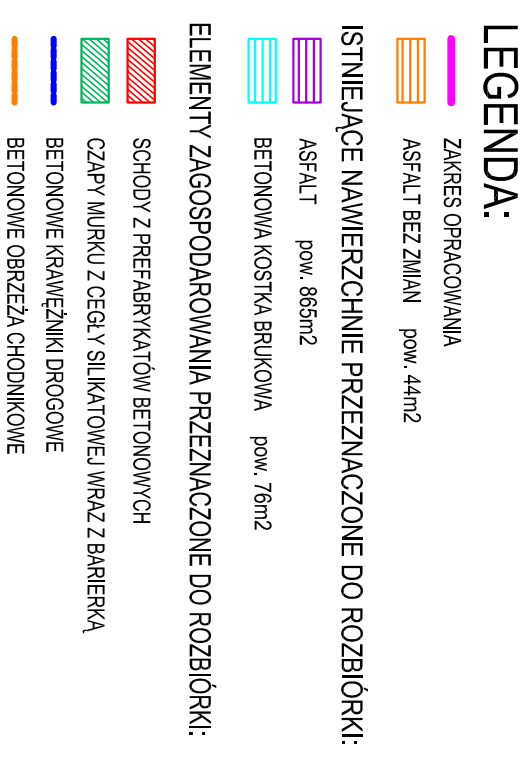 LEGENDA:
ZAKRES OPRACOWANIA
ASFALT BEZ ZMIAN pow. 44m2
ISTNIEJĄCE NAWIERZCHNIE PRZEZNACZONE DO ROZBIÓRKI:
ASFALT pow. 865m2
BETONOWA KOSTKA BRUKOWA pow. 76m2
ELEMENTY ZAGOSPODAROWANIA PRZEZNACZONE DO ROZBIÓRKI:
SCHODY Z PREFABRYKATÓW BETONOWYCH
CZAPY MURKU Z CEGŁY SILIKATOWEJ WRAZ Z BARIERKĄ
BETONOWE KRAWĘŻNIKI DROGOWE
BETONOWE OBRZEŻA CHODNIKOWE